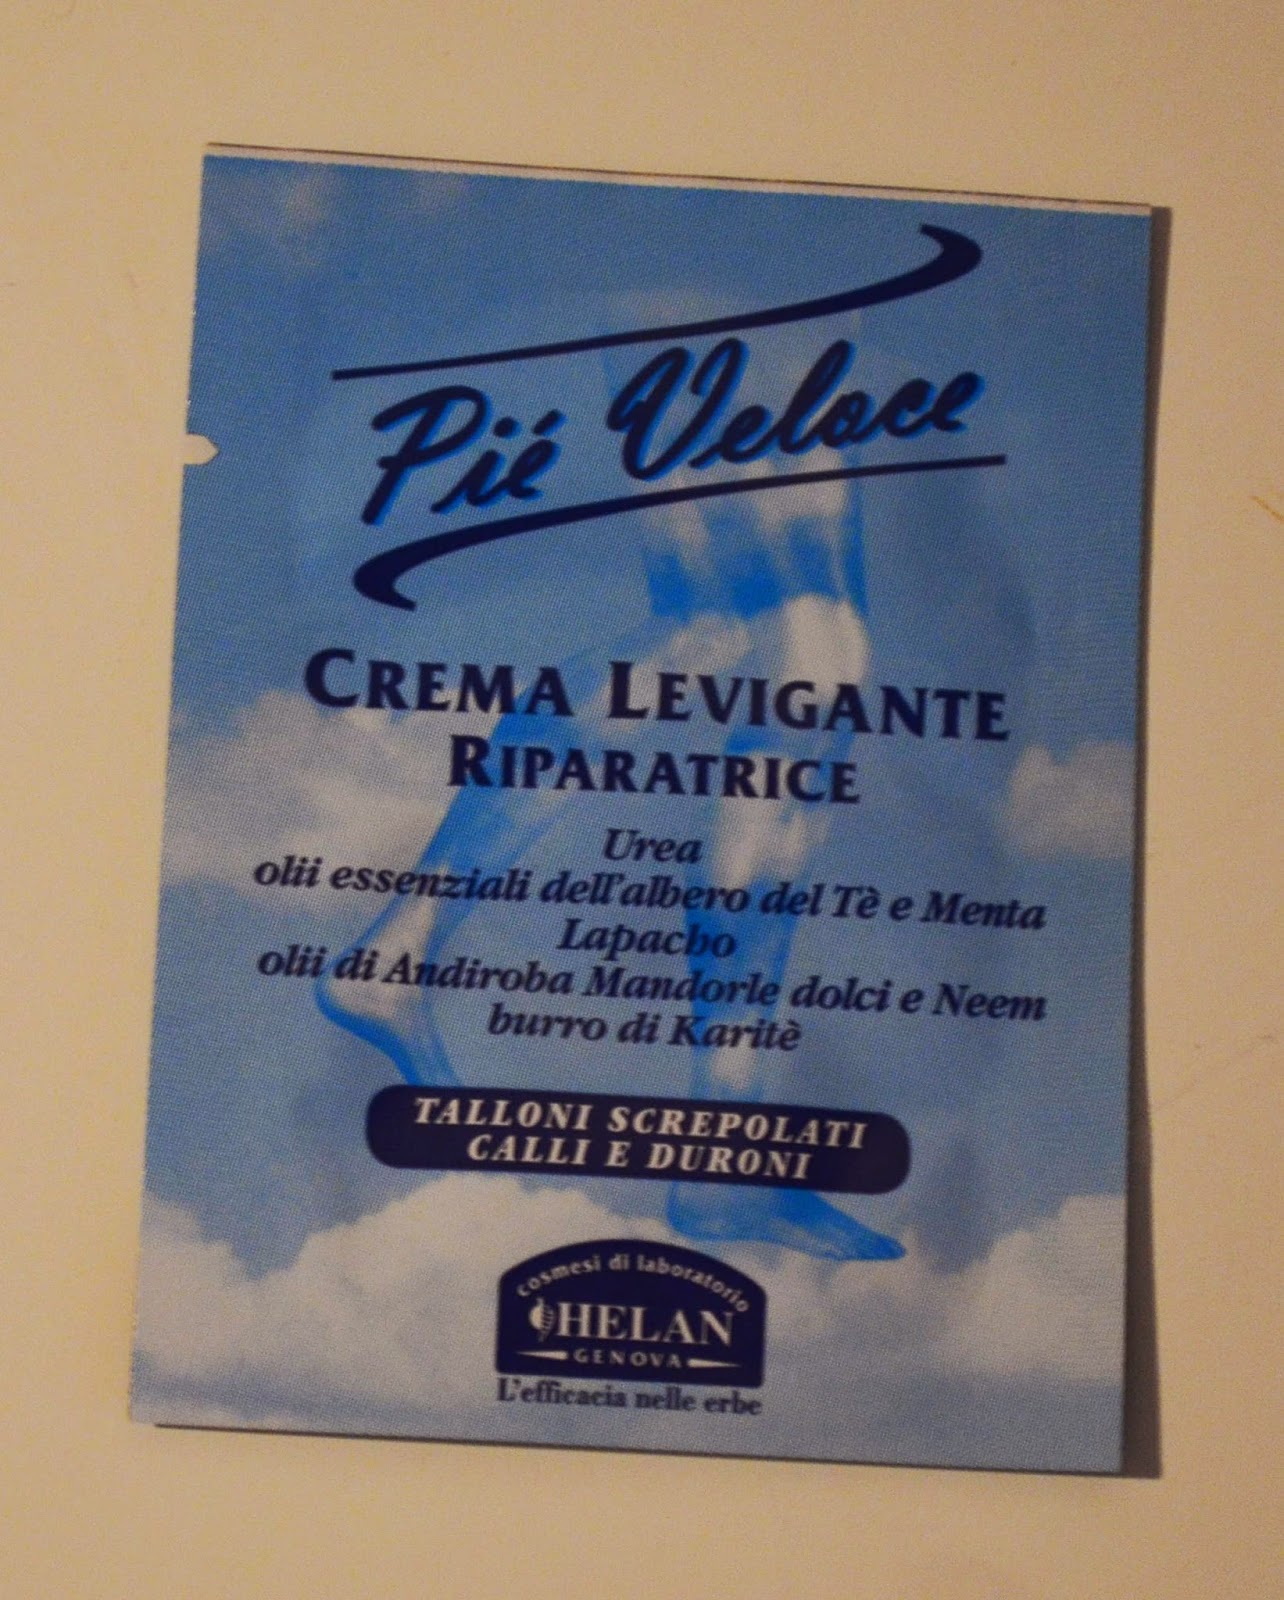 Pié Veloce
CREMA LEVIGANTE
RIPARATRICE
Urea
olii essenziali dell'albero del Tè e Menta
Lapacho
olii di Andiroba Mandorle dolci e Neem
burro di Karitè
TALLONI SCREPOLATI
CALLI E DURONI
cosmesi di laboratorio
HELAN
GENOVA
L'efficacia nelle erbe